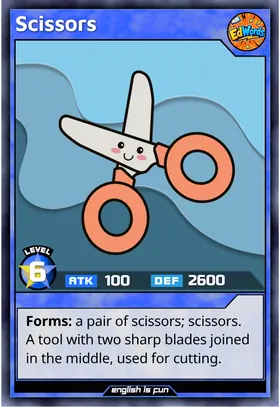 Scissors
EdWords
LEVEL
6
ATK 100 DEF 2600
Forms: a pair of scissors; scissors.
A tool with two sharp blades joined
in the middle, used for cutting.
english is fun